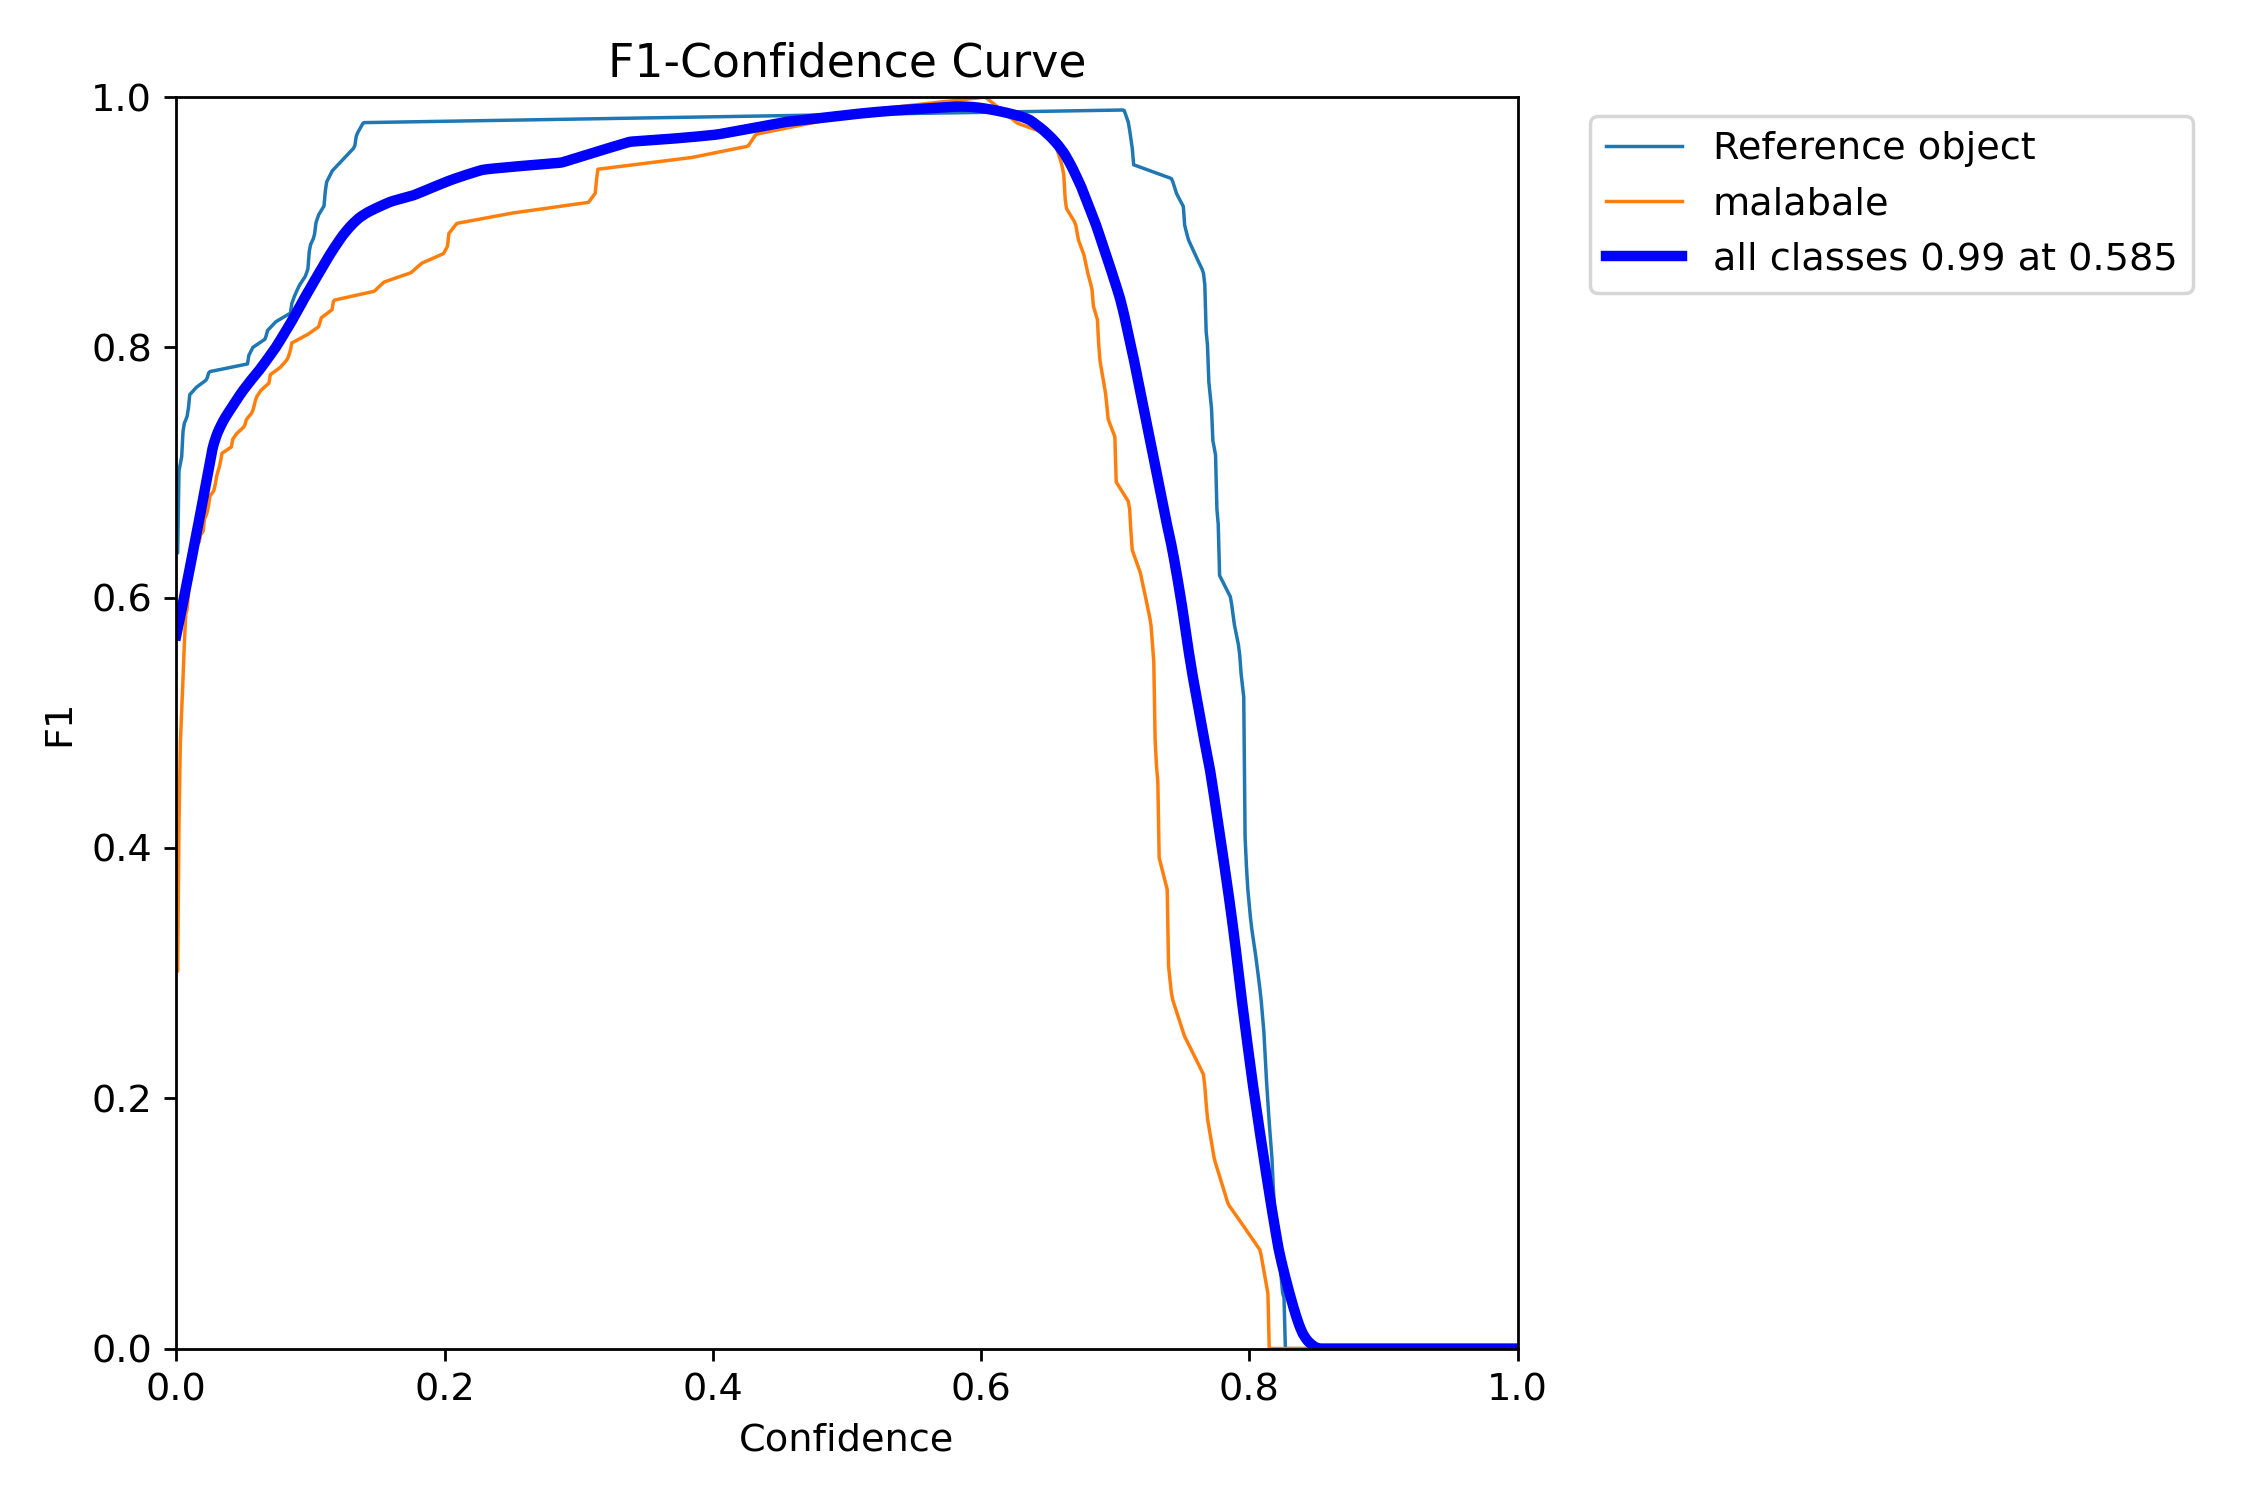 F1-Confidence Curve
Reference object
malabale
all classes 0.99 at 0.585
1.0
0.8
0.6
0.4
0.2
0.0
F1
0.0 0.2 0.4 0.6 0.8 1.0
Confidence